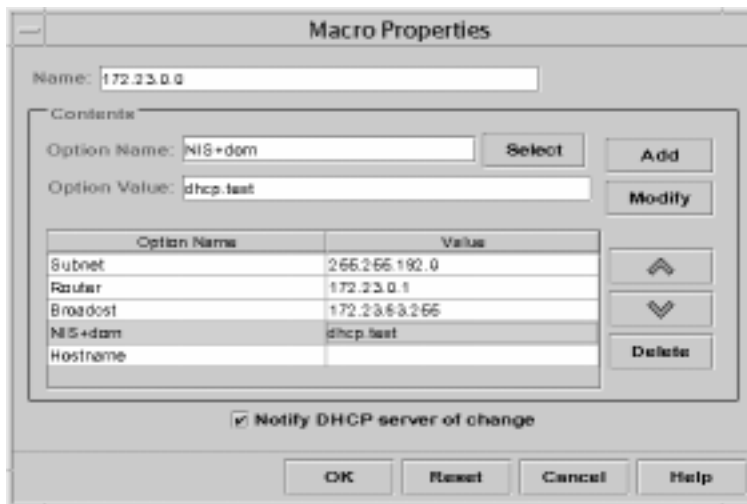 Macro Properties
Name: 172.23.0.0
Contents
Option Name: NIS+dom Select Add
Option Value: dhcp.test Modify
Option Name Value
Subnet 255.255.192.0
Router 172.23.0.1
Broadcst 172.23.63.255
NIS+dom dhcp.test
Hostname
Delete
Notify DHCP server of change
OK Reset Cancel Help